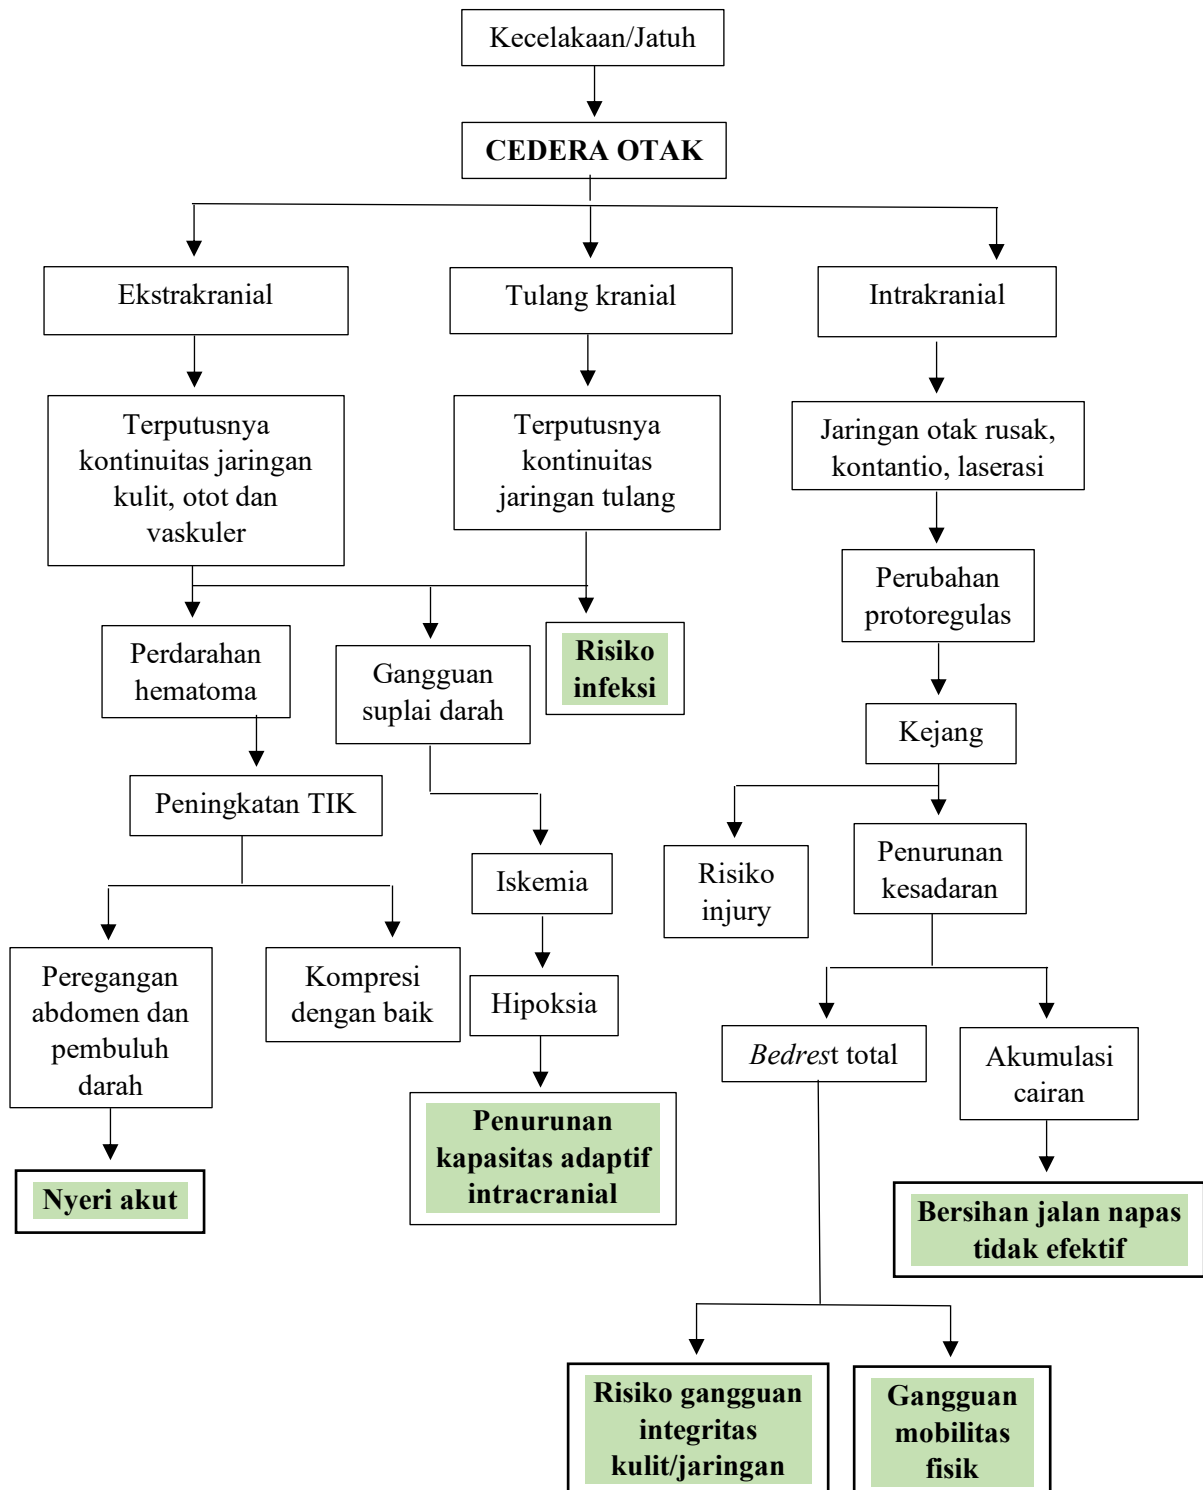 Kecelakaan/Jatuh
CEDERA OTAK
Ekstrakranial
Tulang kranial
Intrakranial
Terputusnya
kontinuitas jaringan
kulit, otot dan
vaskuler
Terputusnya
kontinuitas
jaringan tulang
Jaringan otak rusak,
kontantio, laserasi
Perubahan
protoregulas
Perdarahan
hematoma
Gangguan
suplai darah
Risiko
infeksi
Kejang
Peningkatan TIK
Iskemia
Risiko
injury
Penurunan
kesadaran
Peregangan
abdomen dan
pembuluh
darah
Kompresi
dengan baik
Hipoksia
Bedrest total
Akumulasi
cairan
Nyeri akut
Penurunan
kapasitas adaptif
intracranial
Bersihan jalan napas
tidak efektif
Risiko gangguan
integritas
kulit/jaringan
Gangguan
mobilitas
fisik